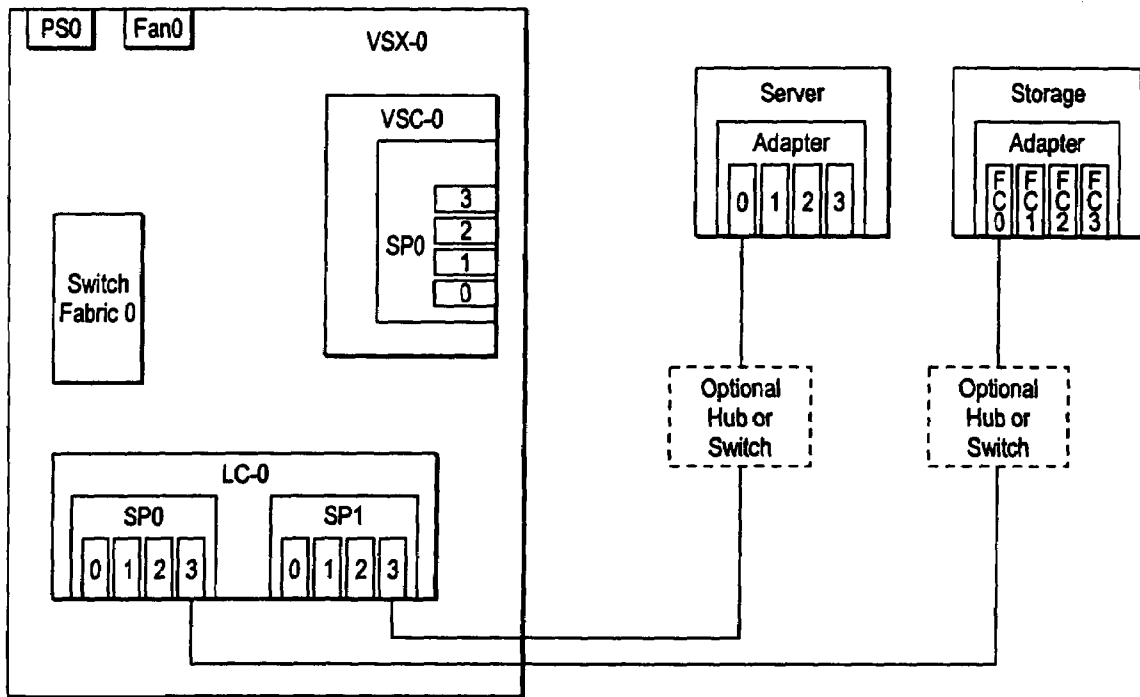 PS0
Fan0
VSX-0
VSC-0
SP0
3
2
1
0
Switch
Fabric 0
LC-0
SP0
0 1 2 3
SP1
0 1 2 3
Server
Adapter
0 1 2 3
Optional
Hub or
Switch
Storage
Adapter
FC0 FC1 FC2 FC3
Optional
Hub or
Switch